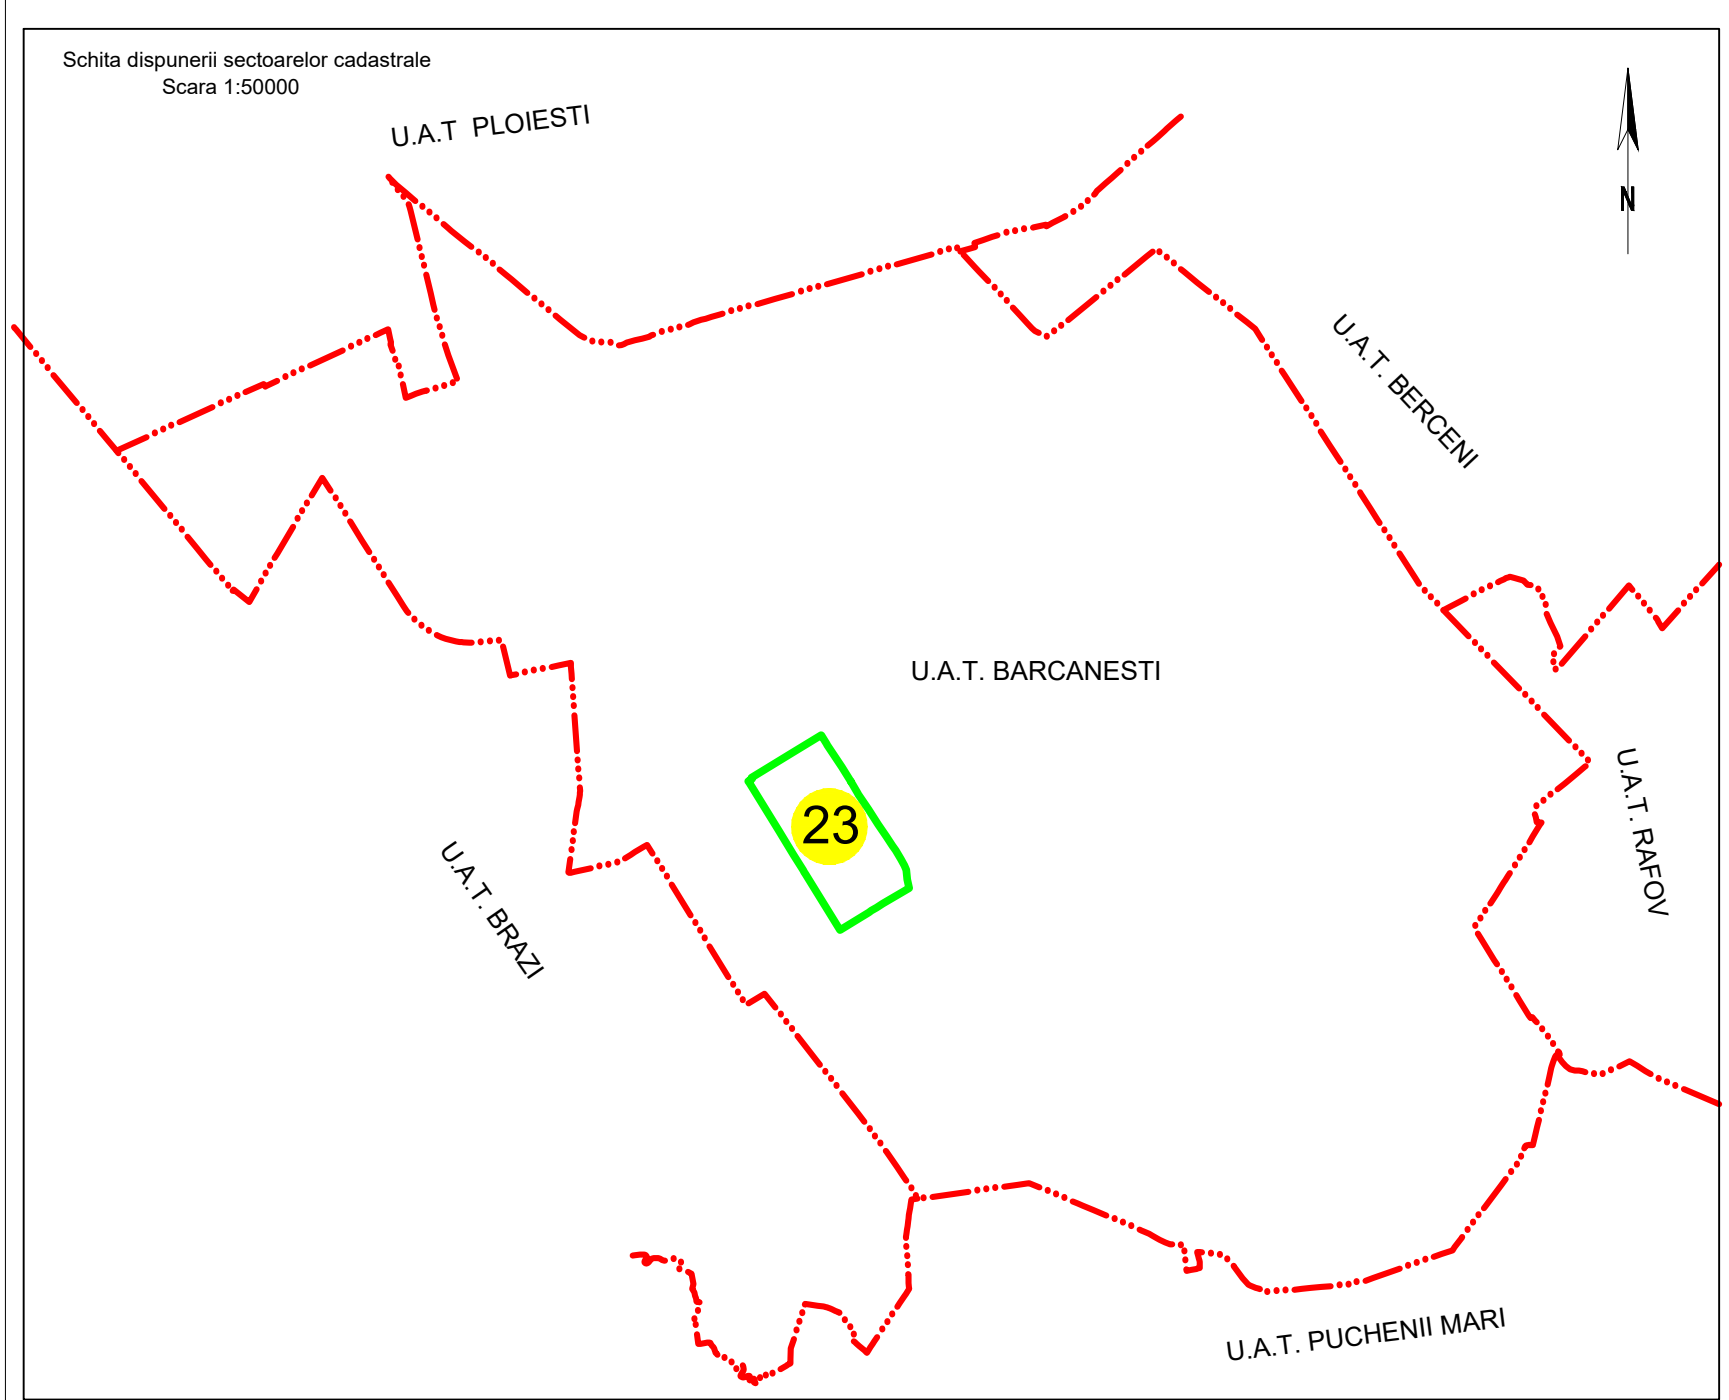 Schita dispunerii sectoarelor cadastrale
Scara 1:50000
U.A.T PLOIESTI
N
U.A.T. BERCENI
U.A.T. BARCANESTI
U.A.T. RAFOV
23
U.A.T. BRAZI
U.A.T. PUCHENII MARI